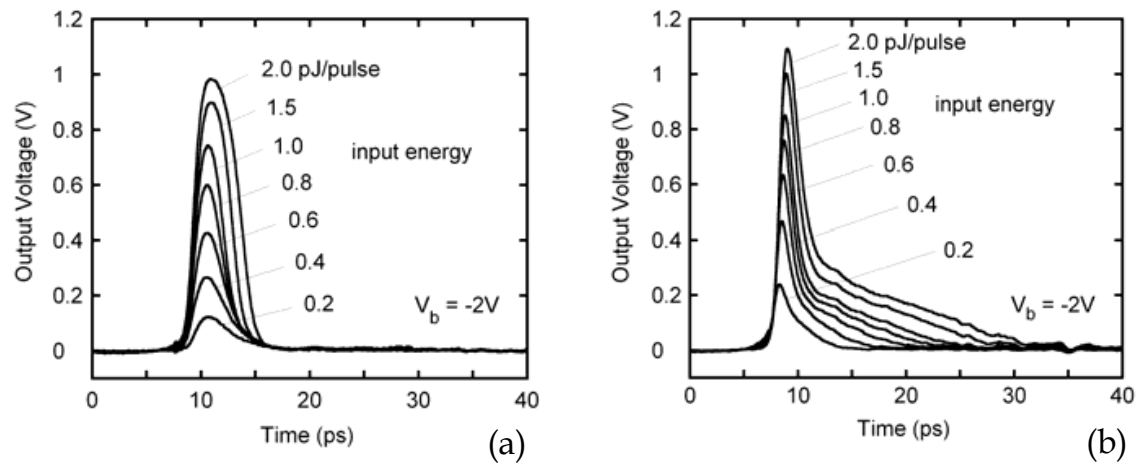 1.2
1
0.8
0.6
0.4
0.2
0
Output Voltage (V)
2.0 pJ/pulse
1.5
1.0
0.8
0.6
0.4
0.2
input energy
V_b = -2V
0 10 20 30 40
Time (ps)
(a)
1.2
1
0.8
0.6
0.4
0.2
0
Output Voltage (V)
2.0 pJ/pulse
1.5
1.0
0.8
0.6
0.4
0.2
input energy
V_b = -2V
0 10 20 30 40
Time (ps)
(b)